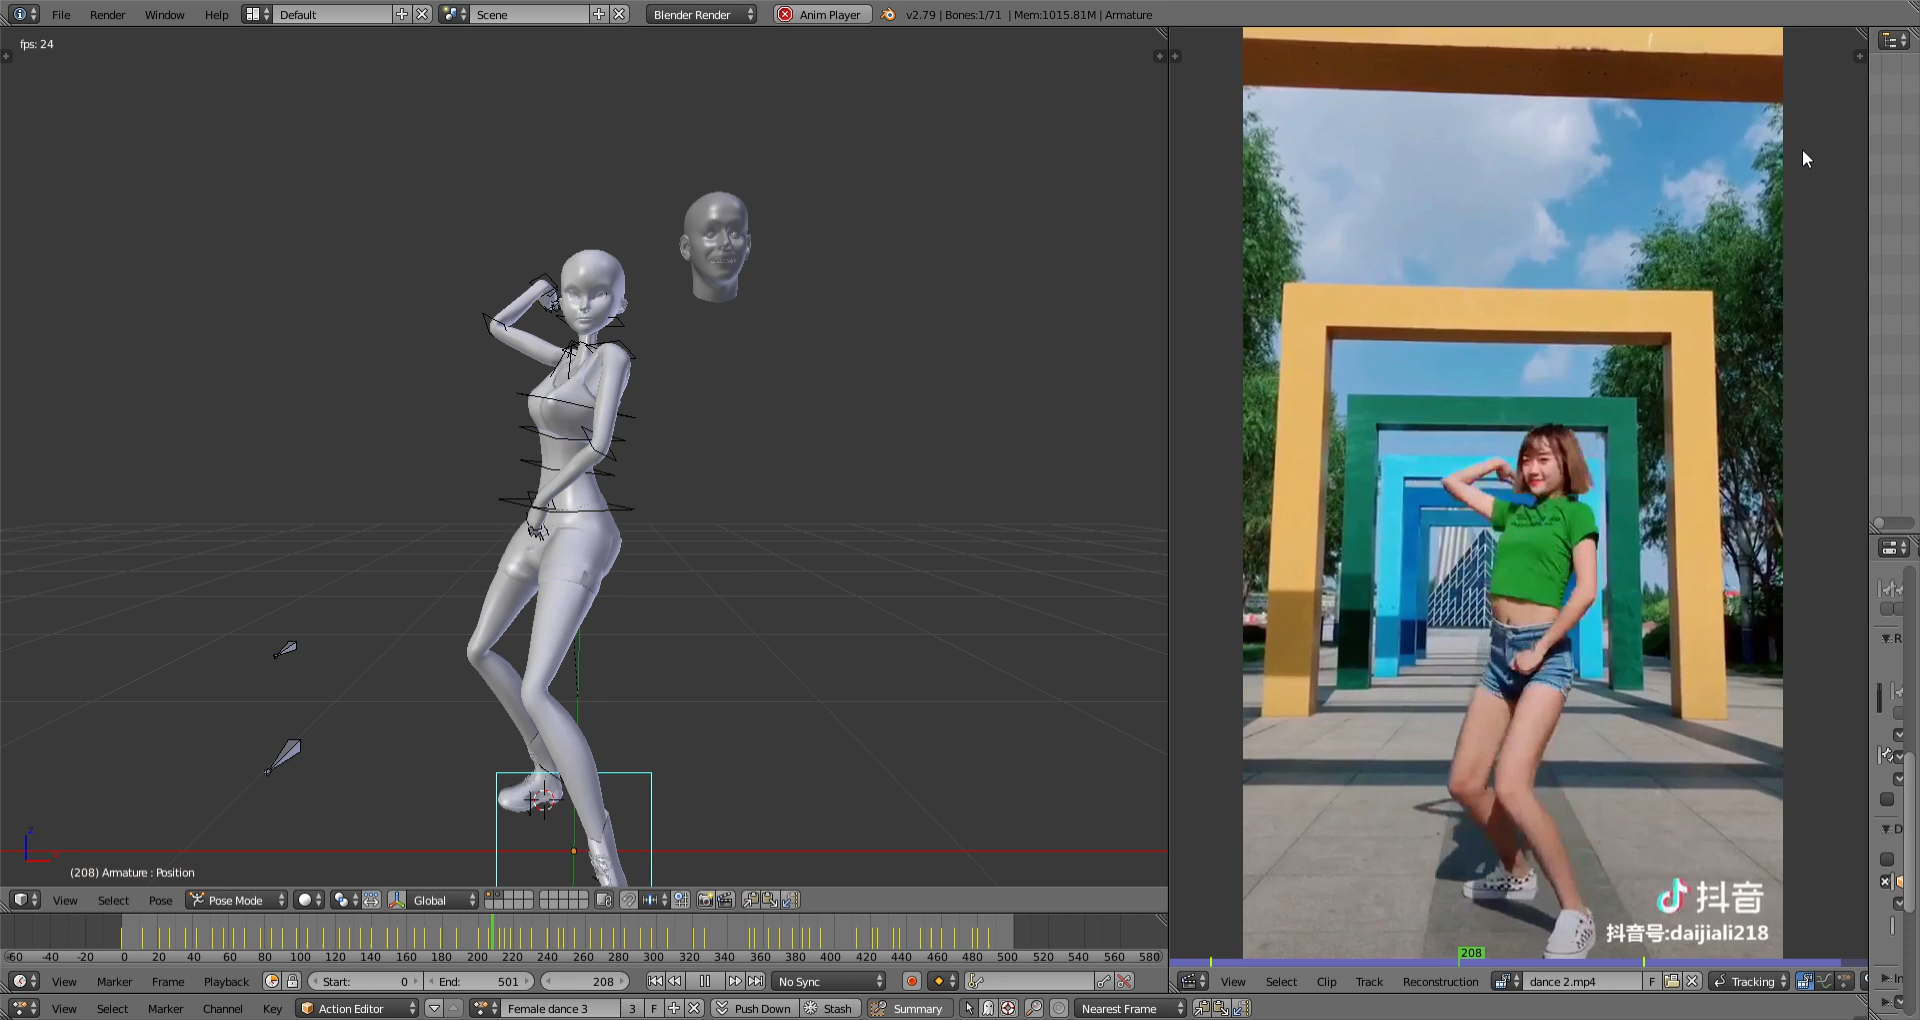 File Render Window Help Default Scene Blender Render Anim Player v2.79 | Bones:1/71 | Mem:1015.81M | Armature
fps: 24
z
(208) Armature : Position
View Select Pose Pose Mode Global
-60 -40 -20 0 20 40 60 80 100 120 140 160 180 200 220 240 260 280 300 320 340 360 380 400 420 440 460 480 500 520 540 560 580
View Marker Frame Playback Start: 0 End: 501 208 No Sync
View Select Marker Channel Key Action Editor Female dance 3 3 F Push Down Stash Summary Nearest Frame
抖音
抖音号:daijiali218
208
View Select Clip Track Reconstruction dance 2.mp4 F Tracking
R
D
In